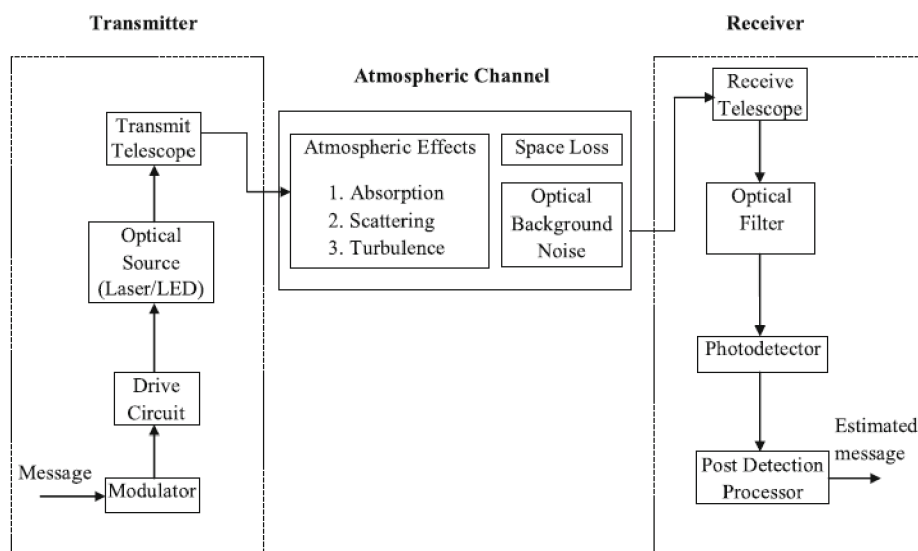 Transmitter
Message
Modulator
Drive
Circuit
Optical
Source
(Laser/LED)
Transmit
Telescope
Atmospheric Channel
Atmospheric Effects
1. Absorption
2. Scattering
3. Turbulence
Space Loss
Optical
Background
Noise
Receiver
Receive
Telescope
Optical
Filter
Photodetector
Post Detection
Processor
Estimated
message